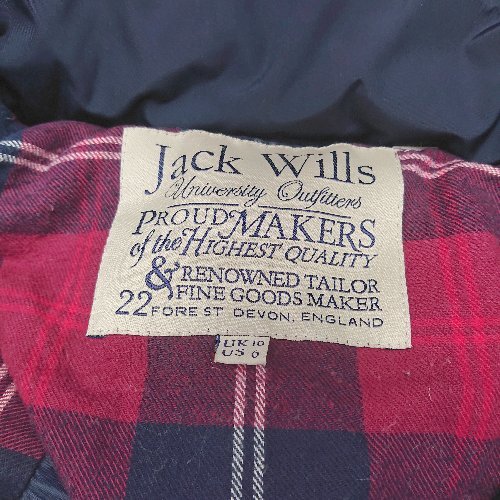 Jack Wills
University Outfitters
PROUD MAKERS
of the HIGHEST QUALITY
& RENOWNED TAILOR
FINE GOODS MAKER
22 FORE ST DEVON, ENGLAND
UK 10
US 6